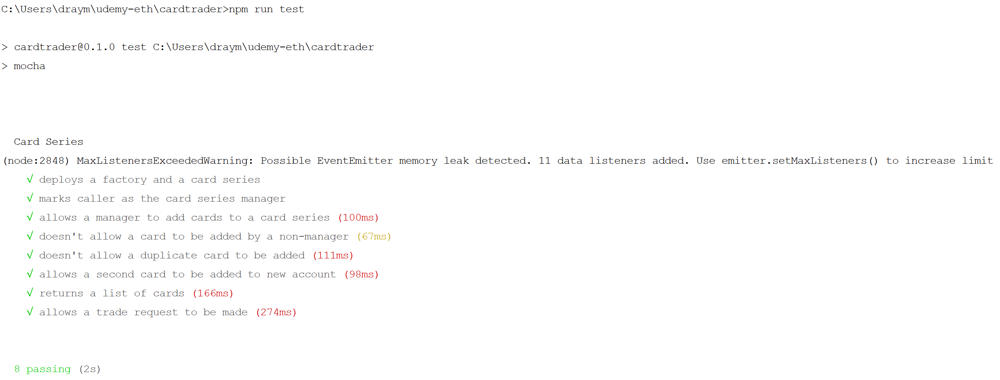 C:\Users\draym\udemy-eth\cardtrader>npm run test
> cardtrader@0.1.0 test C:\Users\draym\udemy-eth\cardtrader
> mocha
Card Series
(node:2848) MaxListenersExceededWarning: Possible EventEmitter memory leak detected. 11 data listeners added. Use emitter.setMaxListeners() to increase limit
√ deploys a factory and a card series
√ marks caller as the card series manager
√ allows a manager to add cards to a card series (100ms)
√ doesn't allow a card to be added by a non-manager (67ms)
√ doesn't allow a duplicate card to be added (111ms)
√ allows a second card to be added to new account (98ms)
√ returns a list of cards (166ms)
√ allows a trade request to be made (274ms)
8 passing (2s)